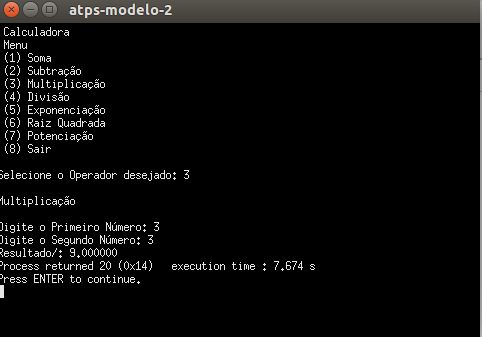 atps-modelo-2
Calculadora
Menu
(1) Soma
(2) Subtração
(3) Multiplicação
(4) Divisão
(5) Exponenciação
(6) Raiz Quadrada
(7) Potenciação
(8) Sair
Selecione o Operador desejado: 3
Multiplicação
Digite o Primeiro Número: 3
Digite o Segundo Número: 3
Resultado/: 9.000000
Process returned 20 (0x14)   execution time : 7.674 s
Press ENTER to continue.